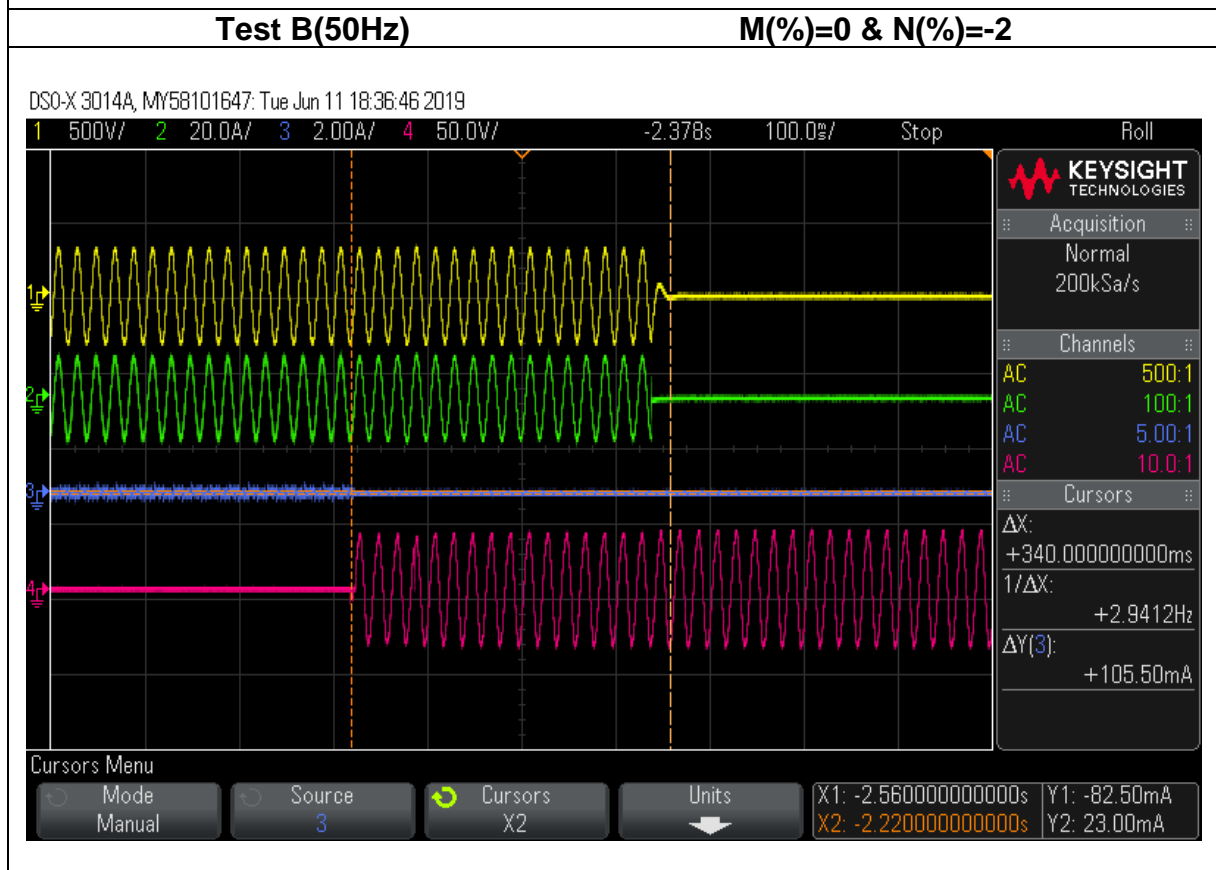 Test B(50Hz) M(%)=0 & N(%)=-2
DSO-X 3014A, MY58101647: Tue Jun 11 18:36:46 2019
1 500V/ 2 20.0A/ 3 2.00A/ 4 50.0V/ -2.378s 100.0ms/ Stop Roll
KEYSIGHT
TECHNOLOGIES
Acquisition
Normal
200kSa/s
Channels
AC 500:1
AC 100:1
AC 5.00:1
AC 10.0:1
Cursors
ΔX:
+340.000000000ms
1/ΔX:
+2.9412Hz
ΔY(3):
+105.50mA
1
2
3
4
Cursors Menu
Mode Source Cursors Units
Manual 3 X2
X1: -2.560000000000s Y1: -82.50mA
X2: -2.220000000000s Y2: 23.00mA